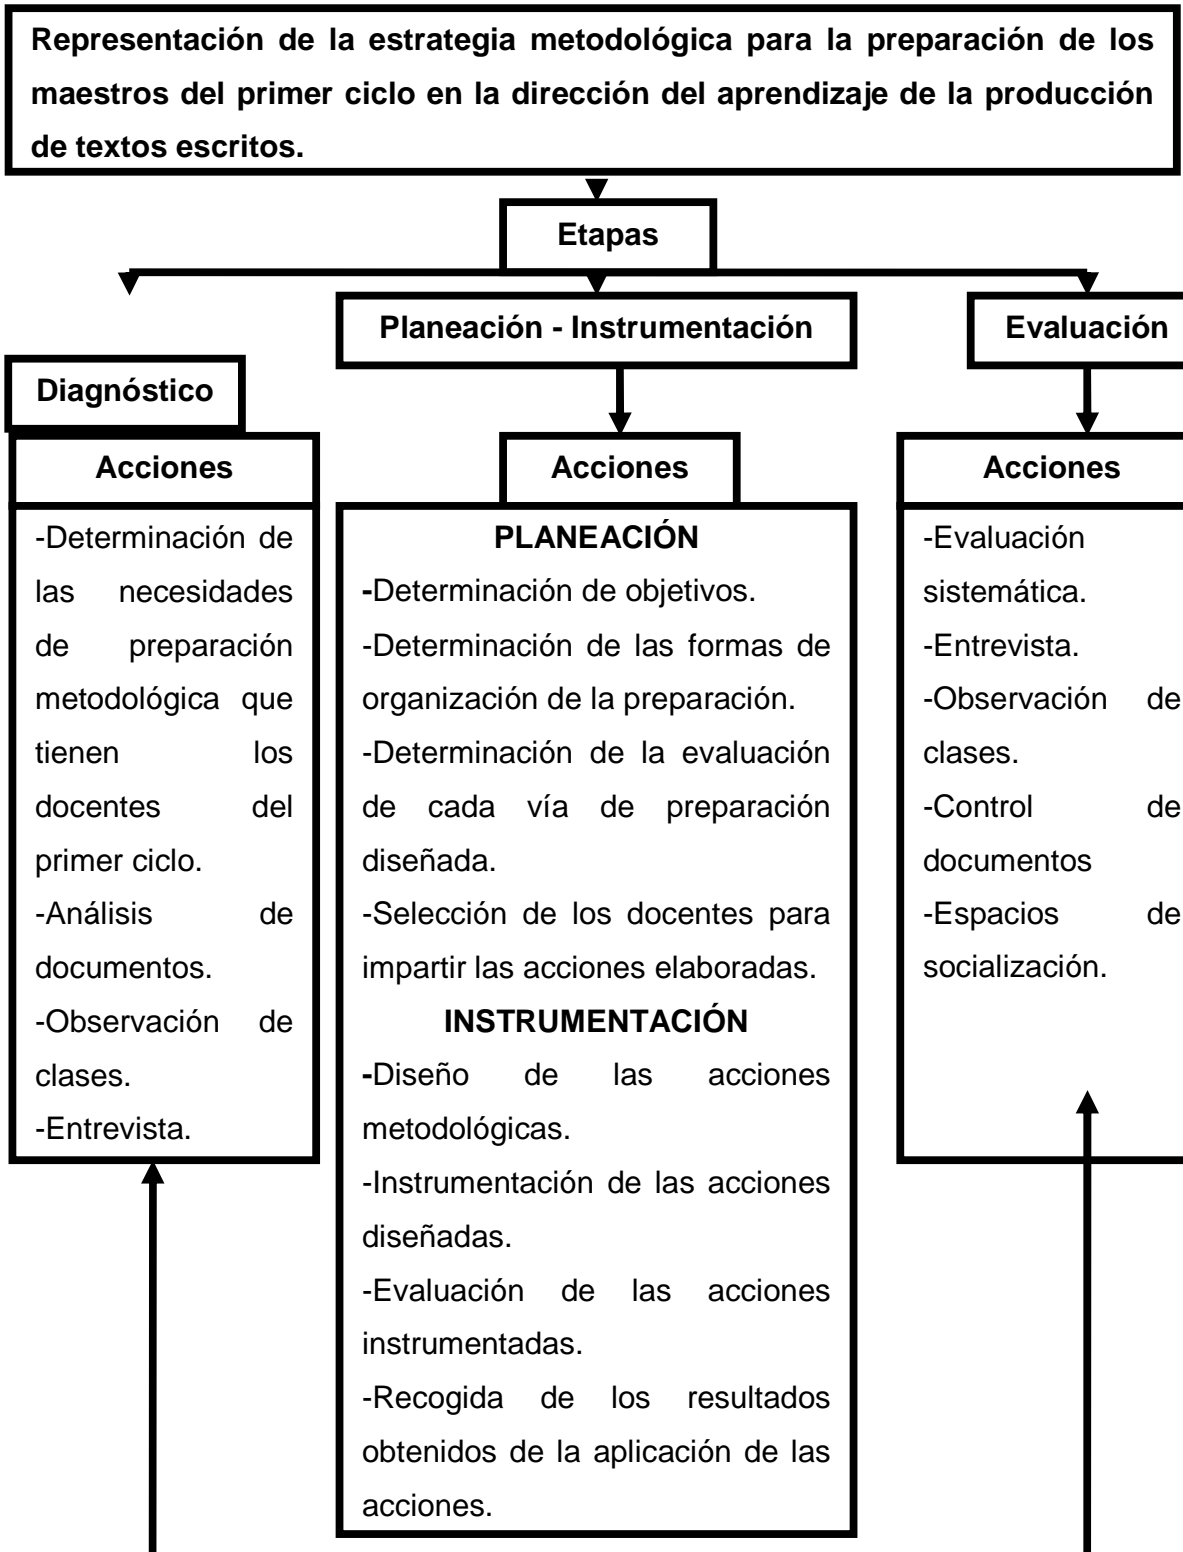 Representación de la estrategia metodológica para la preparación de los
maestros del primer ciclo en la dirección del aprendizaje de la producción
de textos escritos.
Etapas
Planeación - Instrumentación
Evaluación
Diagnóstico
Acciones
Acciones
Acciones
-Determinación de
las necesidades
de preparación
metodológica que
tienen los
docentes del
primer ciclo.
-Análisis de
documentos.
-Observación de
clases.
-Entrevista.
PLANEACIÓN
-Determinación de objetivos.
-Determinación de las formas de
organización de la preparación.
-Determinación de la evaluación
de cada vía de preparación
diseñada.
-Selección de los docentes para
impartir las acciones elaboradas.
INSTRUMENTACIÓN
-Diseño de las acciones
metodológicas.
-Instrumentación de las acciones
diseñadas.
-Evaluación de las acciones
instrumentadas.
-Recogida de los resultados
obtenidos de la aplicación de las
acciones.
-Evaluación
sistemática.
-Entrevista.
-Observación de
clases.
-Control de
documentos
-Espacios de
socialización.